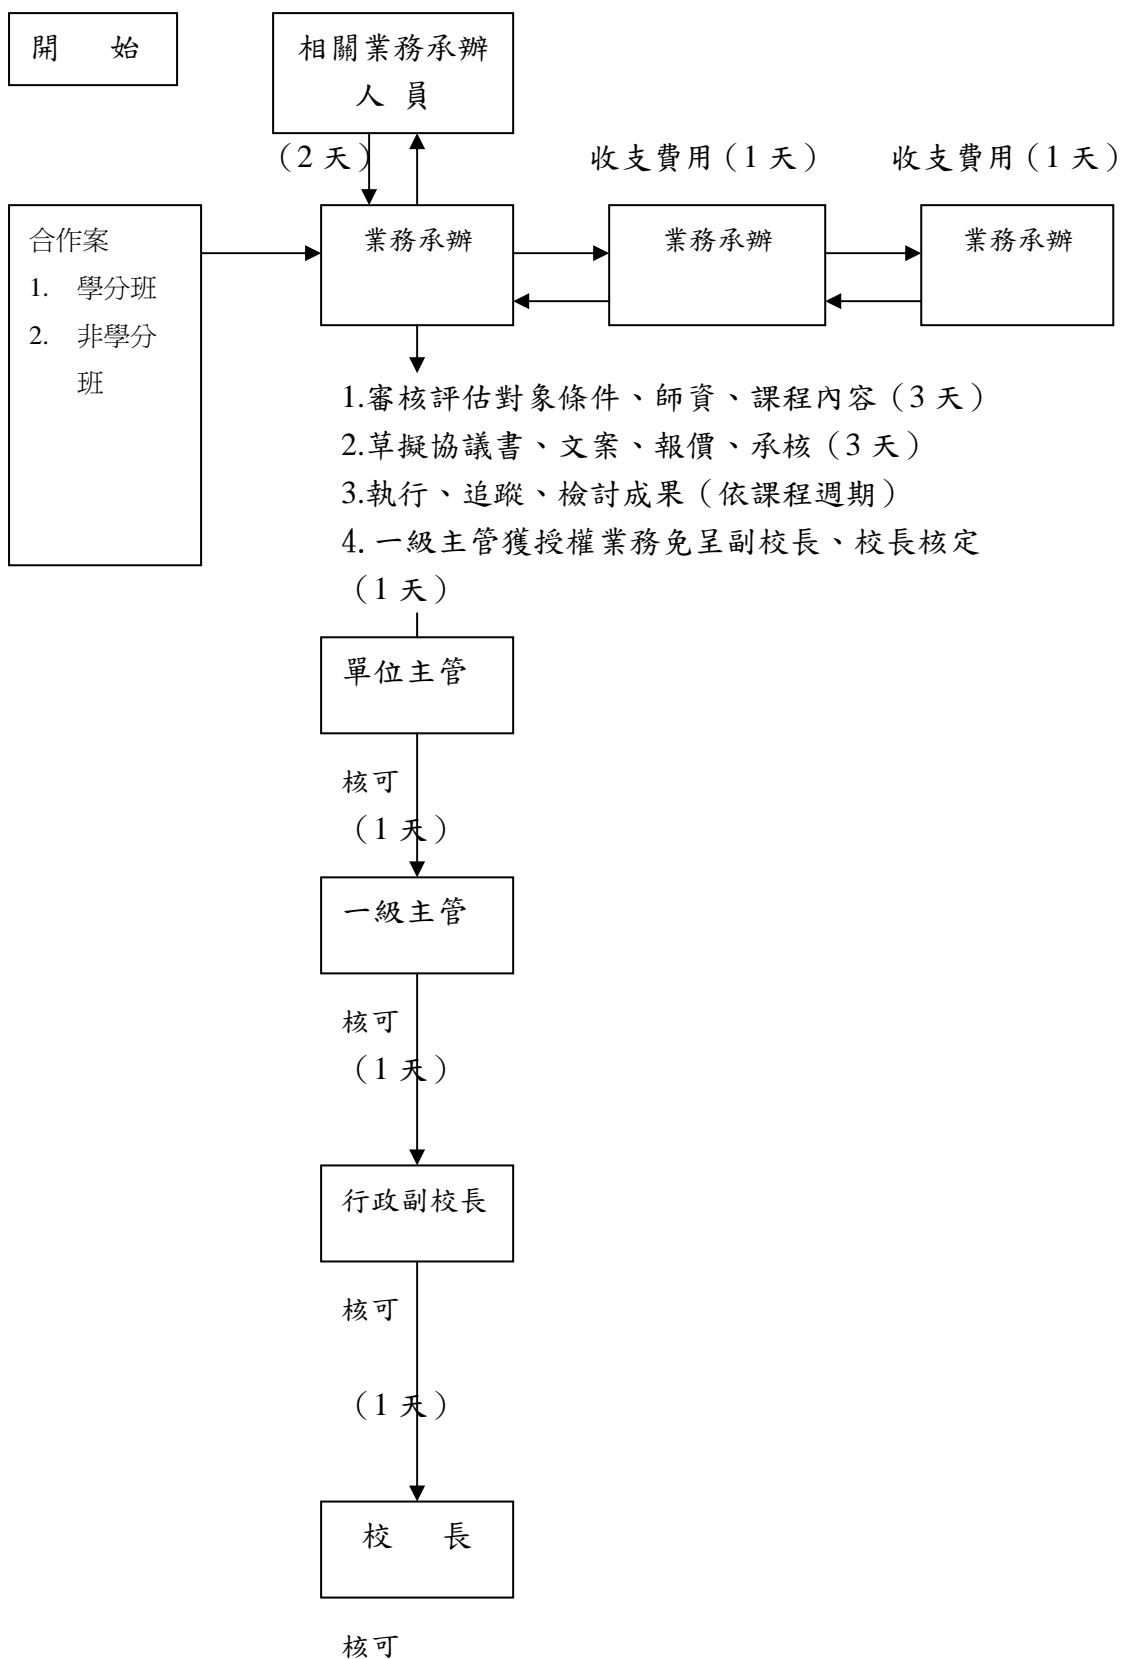 開　　始
相關業務承辦
人 員
（2 天）
收支費用（1 天）
收支費用（1 天）
合作案
1. 學分班
2. 非學分
班
業務承辦
業務承辦
業務承辦
1.審核評估對象條件、師資、課程內容（3 天）
2.草擬協議書、文案、報價、承核（3 天）
3.執行、追蹤、檢討成果（依課程週期）
4. 一級主管獲授權業務免呈副校長、校長核定
（1 天）
單位主管
核可
（1 天）
一級主管
核可
（1 天）
行政副校長
核可
（1 天）
校　　長
核可